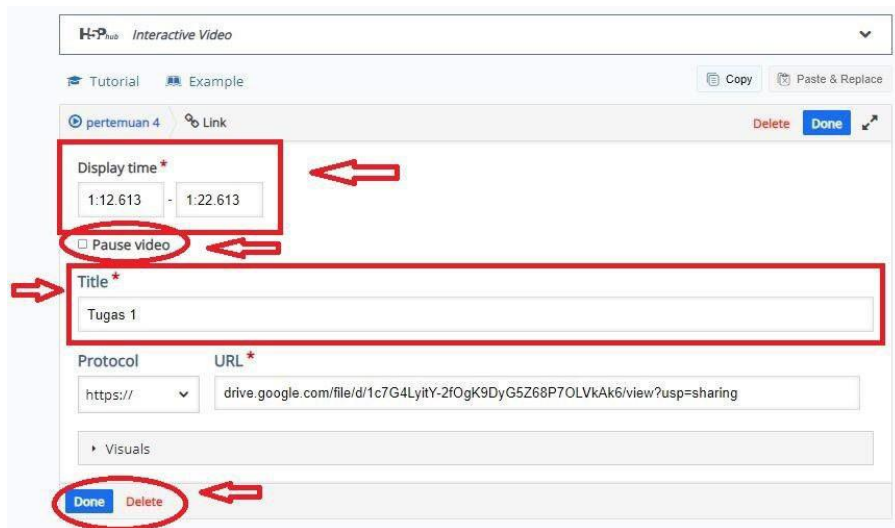 H5P hub Interactive Video
Tutorial Example Copy Paste & Replace
pertemuan 4 Link Delete Done
Display time *
1:12.613 - 1:22.613
Pause video
Title *
Tugas 1
Protocol URL *
https:// drive.google.com/file/d/1c7G4LyitY-2fOgK9DyG5Z68P7OLVkAk6/view?usp=sharing
Visuals
Done Delete